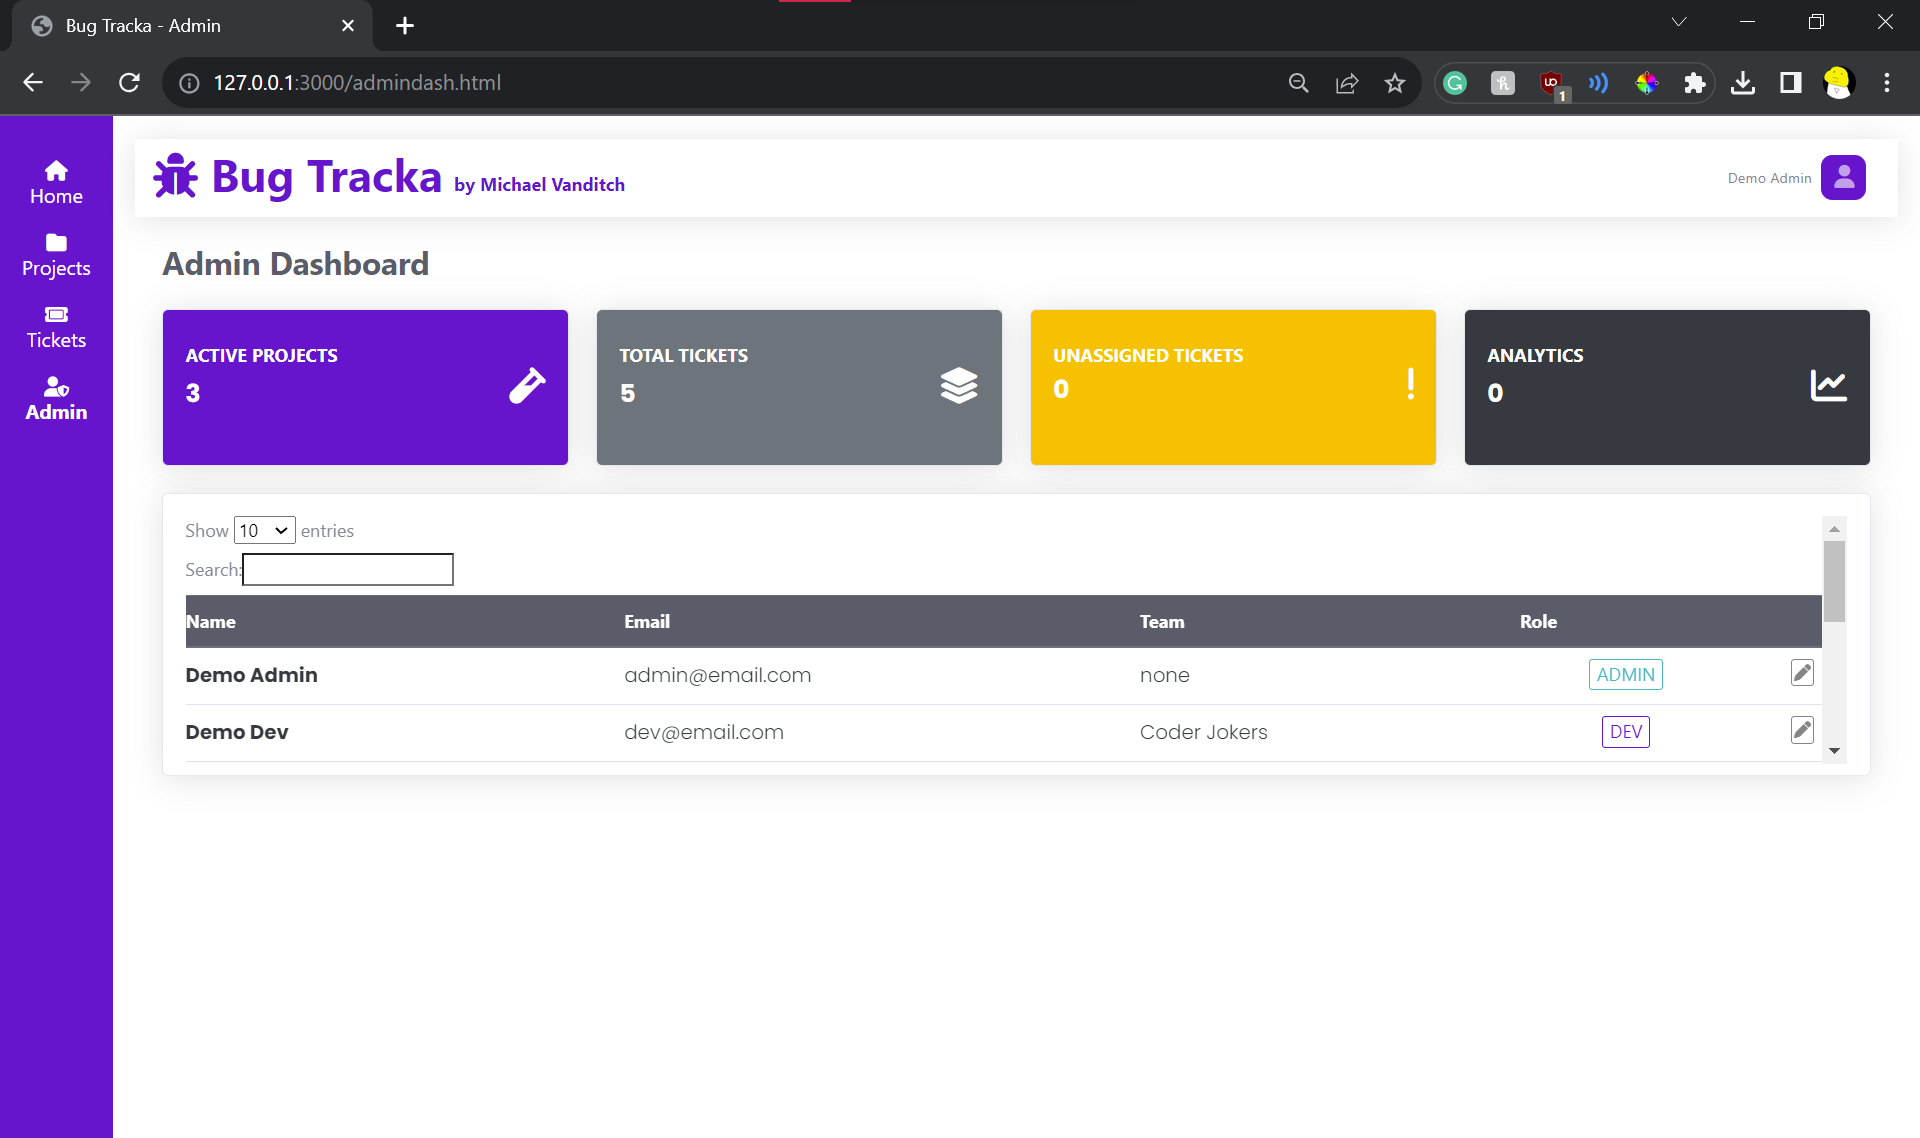 Bug Tracka - Admin
127.0.0.1:3000/admindash.html
1
Home
Projects
Tickets
Admin
Bug Tracka by Michael Vanditch
Demo Admin
Admin Dashboard
ACTIVE PROJECTS
3
TOTAL TICKETS
5
UNASSIGNED TICKETS
0
ANALYTICS
0
Show 10 entries
Search:
Name Email Team Role
Demo Admin admin@email.com none ADMIN
Demo Dev dev@email.com Coder Jokers DEV